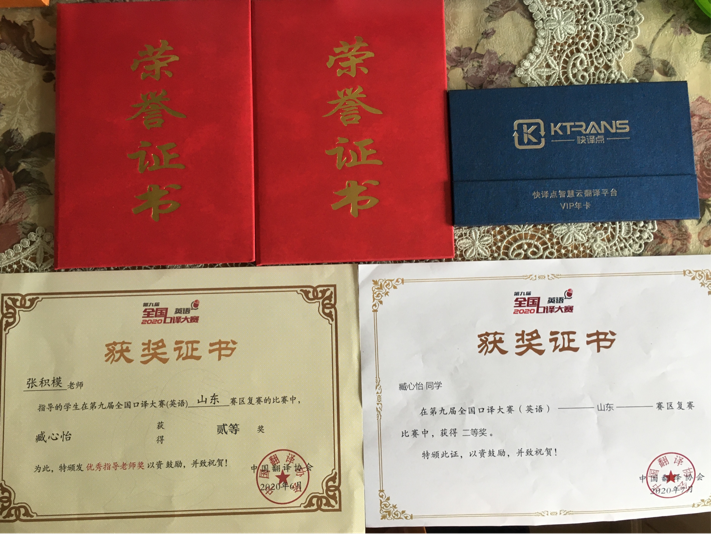 荣誉证书
荣誉证书
KTRANS
快译点
快译点智慧云翻译平台
VIP年卡
第九届
全国英语
2020口译大赛
获奖证书
张积模 老师
指导的学生在第九届全国口译大赛(英语) 山东 赛区复赛的比赛中,
臧心怡 获得 贰等 奖
为此，特颁发优秀指导老师奖以资鼓励，并致祝贺!
中国翻译协会
2020年6月
第九届
全国英语
2020口译大赛
获奖证书
臧心怡 同学
在第九届全国口译大赛（英语）————山东————赛区复赛
比赛中，获得 二等奖 。
特颁此证，以资鼓励，并致祝贺!
中国翻译协会